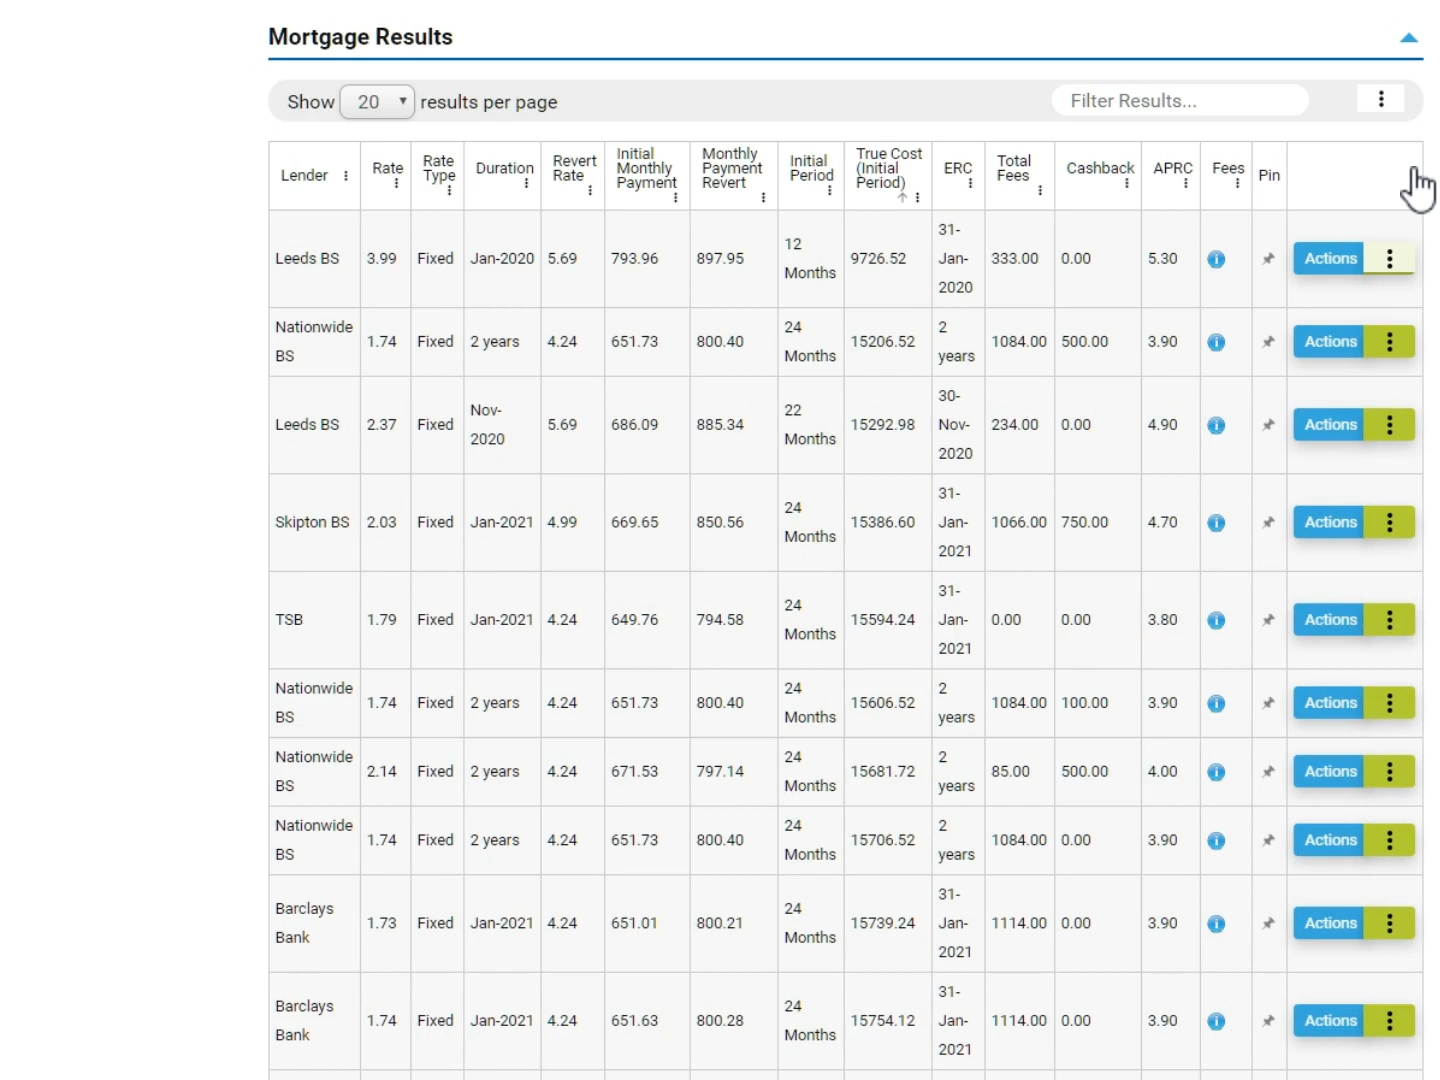 Mortgage Results
Show 20 results per page
Filter Results...
Lender Rate Rate Type Duration Revert Rate Initial Monthly Payment Monthly Payment Revert Initial Period True Cost (Initial Period) ERC Total Fees Cashback APRC Fees Pin
Leeds BS 3.99 Fixed Jan-2020 5.69 793.96 897.95 12 Months 9726.52 31-Jan-2020 333.00 0.00 5.30 Actions
Nationwide BS 1.74 Fixed 2 years 4.24 651.73 800.40 24 Months 15206.52 2 years 1084.00 500.00 3.90 Actions
Leeds BS 2.37 Fixed Nov-2020 5.69 686.09 885.34 22 Months 15292.98 30-Nov-2020 234.00 0.00 4.90 Actions
Skipton BS 2.03 Fixed Jan-2021 4.99 669.65 850.56 24 Months 15386.60 31-Jan-2021 1066.00 750.00 4.70 Actions
TSB 1.79 Fixed Jan-2021 4.24 649.76 794.58 24 Months 15594.24 31-Jan-2021 0.00 0.00 3.80 Actions
Nationwide BS 1.74 Fixed 2 years 4.24 651.73 800.40 24 Months 15606.52 2 years 1084.00 100.00 3.90 Actions
Nationwide BS 2.14 Fixed 2 years 4.24 671.53 797.14 24 Months 15681.72 2 years 85.00 500.00 4.00 Actions
Nationwide BS 1.74 Fixed 2 years 4.24 651.73 800.40 24 Months 15706.52 2 years 1084.00 0.00 3.90 Actions
Barclays Bank 1.73 Fixed Jan-2021 4.24 651.01 800.21 24 Months 15739.24 31-Jan-2021 1114.00 0.00 3.90 Actions
Barclays Bank 1.74 Fixed Jan-2021 4.24 651.63 800.28 24 Months 15754.12 31-Jan-2021 1114.00 0.00 3.90 Actions